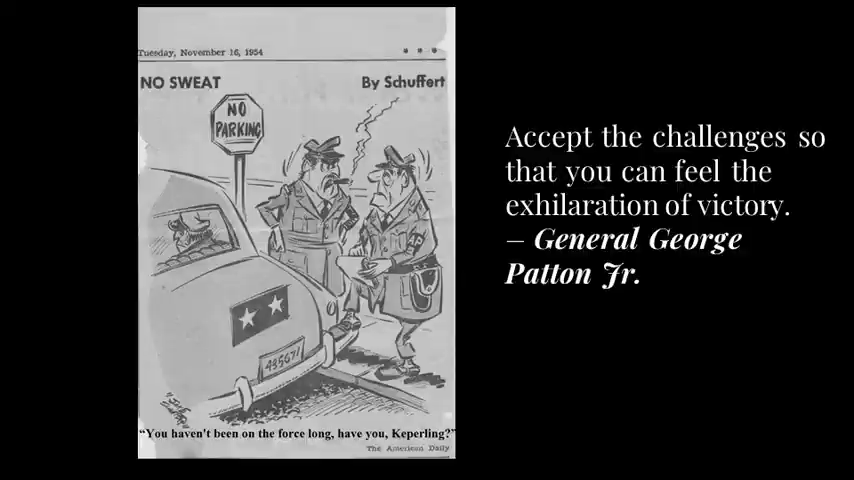 Tuesday, November 16, 1954
NO SWEAT
By Schuffert
NO
PARKING
MP
495671
"You haven't been on the force long, have you, Keperling?"
The American Daily
Accept the challenges so
that you can feel the
exhilaration of victory.
– General George
Patton Jr.